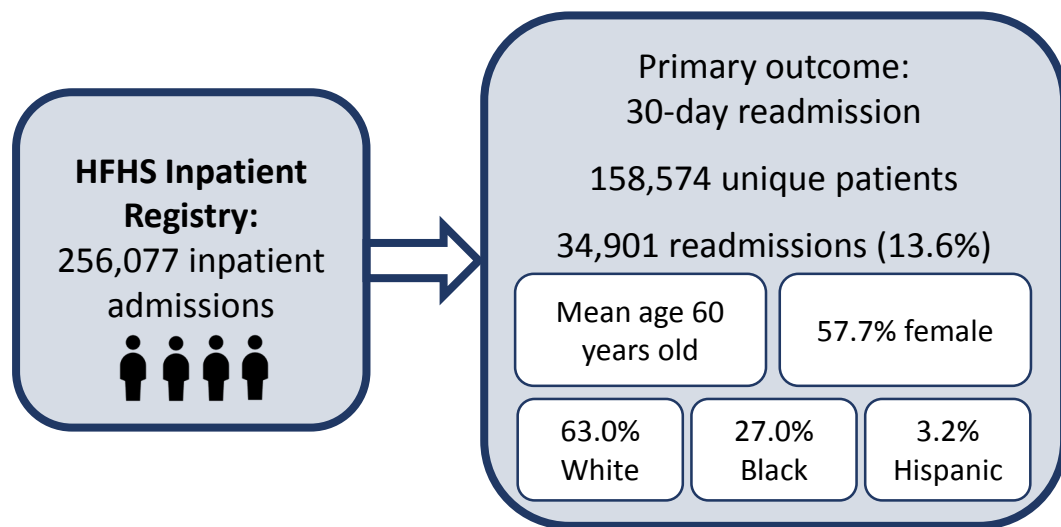 HFHS Inpatient
Registry:
256,077 inpatient
admissions
Primary outcome:
30-day readmission
158,574 unique patients
34,901 readmissions (13.6%)
Mean age 60
years old
57.7% female
63.0%
White
27.0%
Black
3.2%
Hispanic